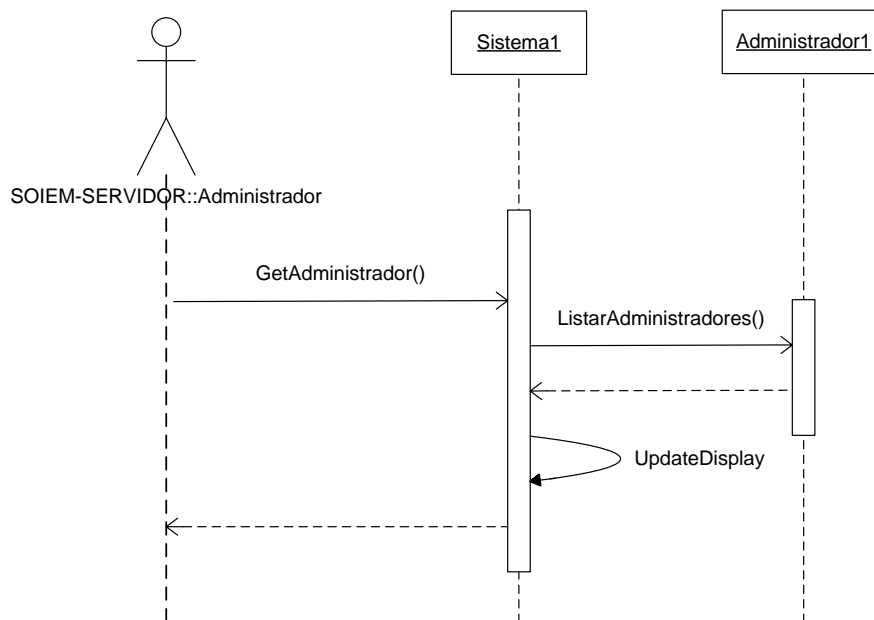 Sistema1
Administrador1
SOIEM-SERVIDOR::Administrador
GetAdministrador()
ListarAdministradores()
UpdateDisplay